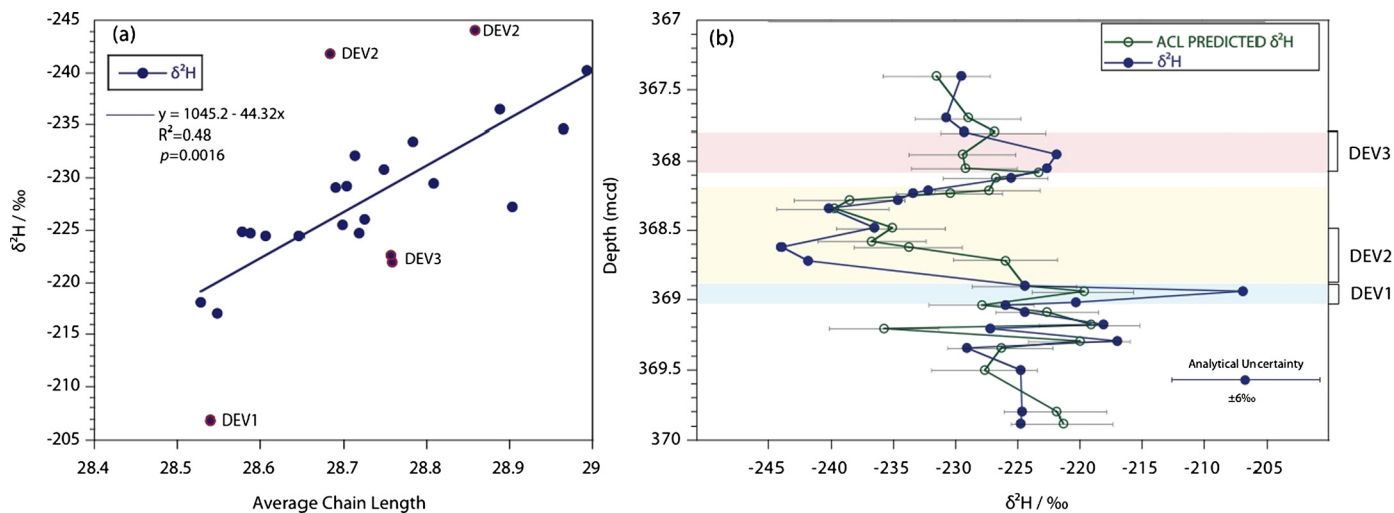 (a)
δ²H
y = 1045.2 - 44.32x
R²=0.48
p=0.0016
DEV2
DEV2
DEV3
DEV1
-245
-240
-235
-230
-225
-220
-215
-210
-205
δ²H / ‰
28.4
28.5
28.6
28.7
28.8
28.9
29
Average Chain Length
(b)
ACL PREDICTED δ²H
δ²H
367
367.5
368
368.5
369
369.5
370
Depth (mcd)
DEV3
DEV2
DEV1
Analytical Uncertainty
±6‰
-245
-240
-235
-230
-225
-220
-215
-210
-205
δ²H / ‰